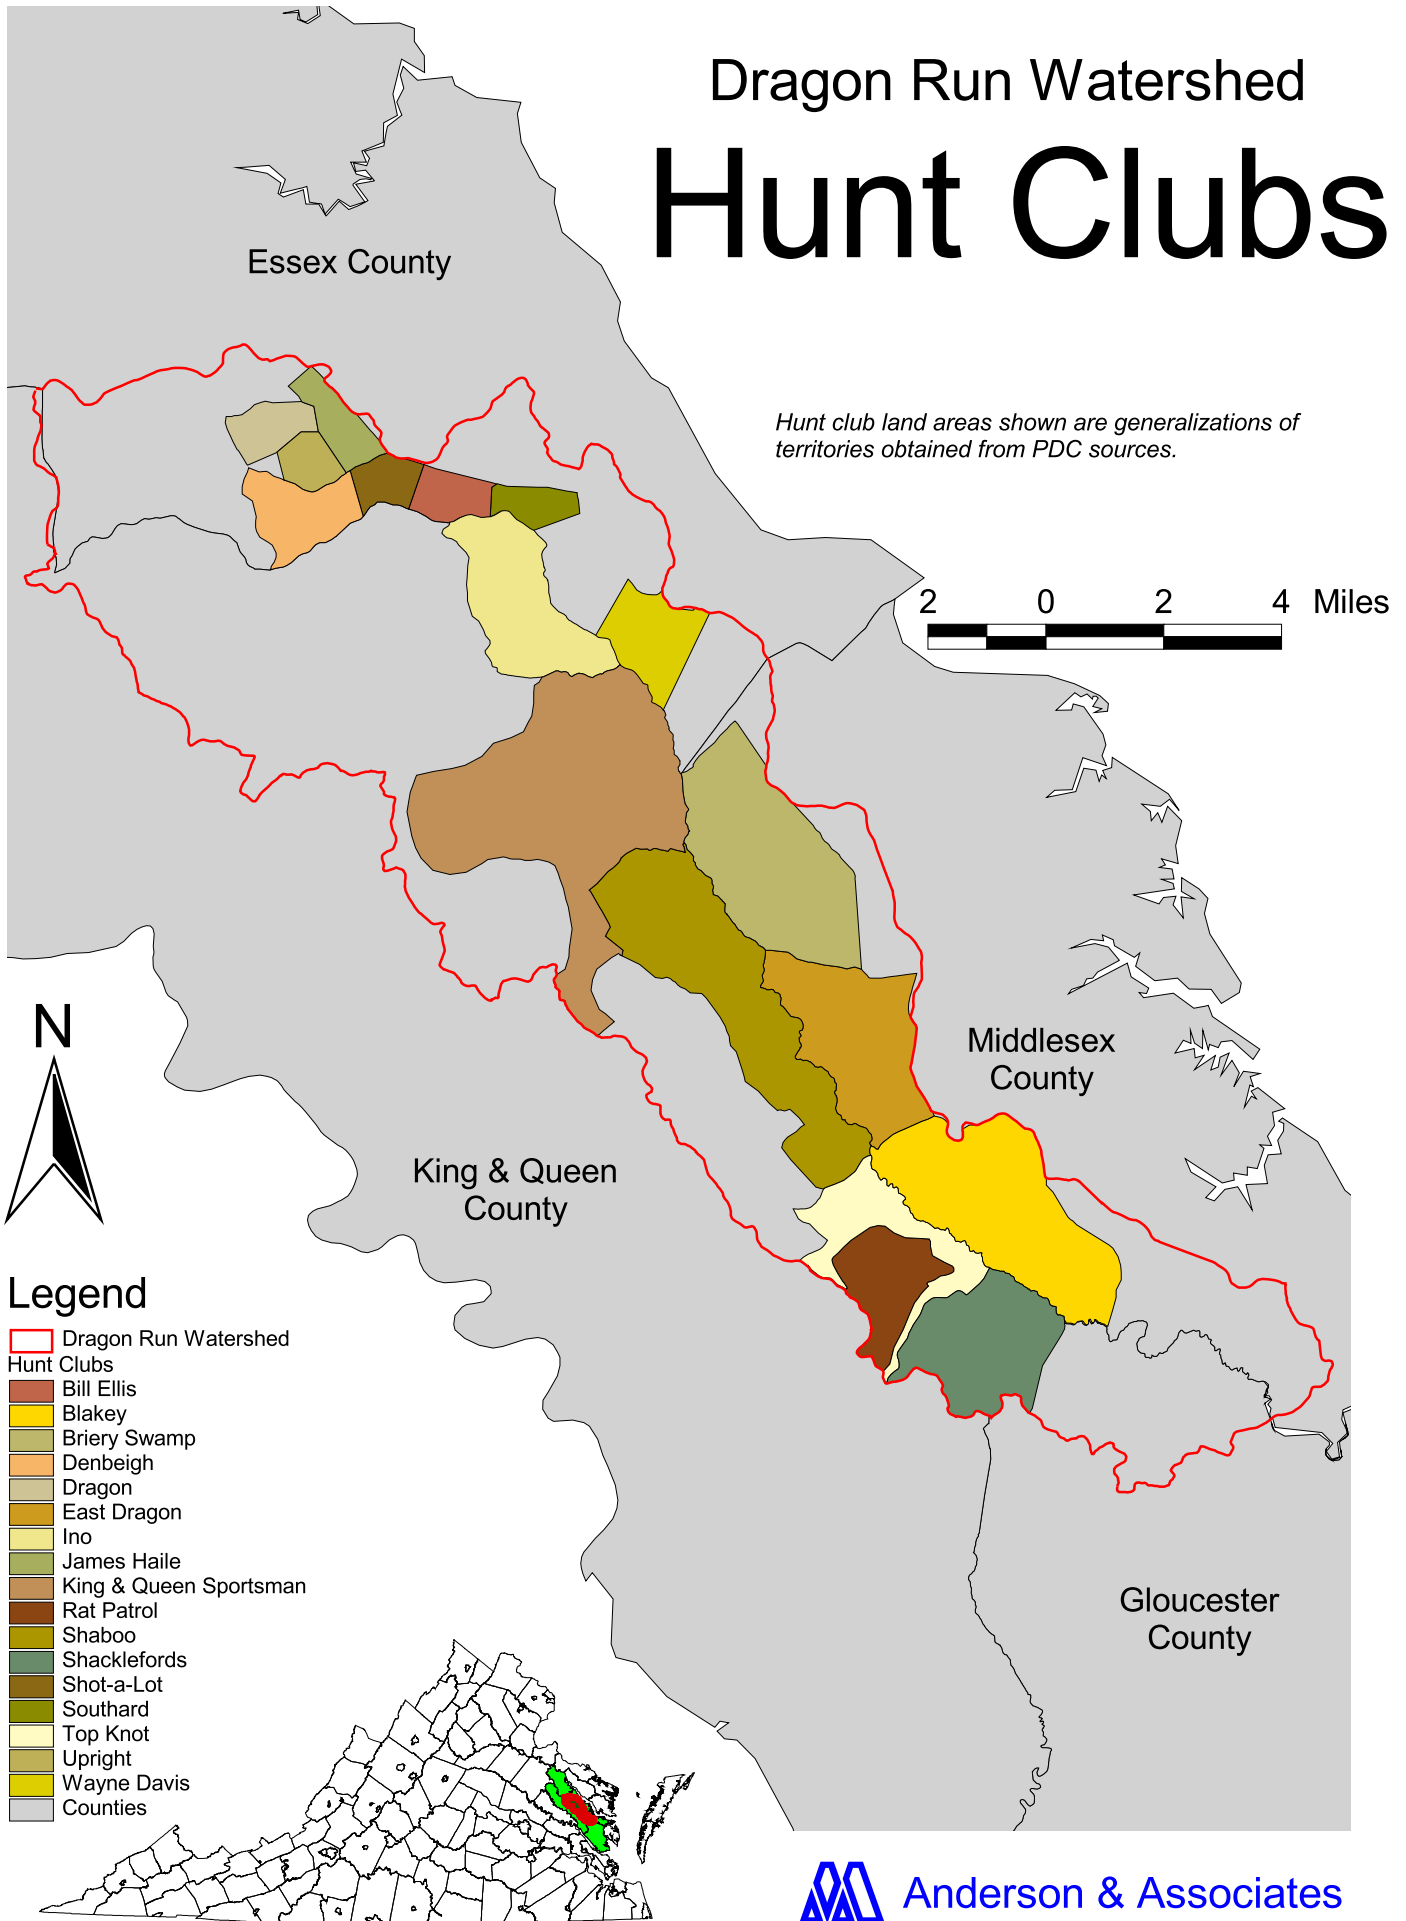 Dragon Run Watershed
Hunt Clubs
Essex County
Hunt club land areas shown are generalizations of
territories obtained from PDC sources.
2 0 2 4 Miles
N
Middlesex
County
King & Queen
County
Legend
Dragon Run Watershed
Hunt Clubs
Bill Ellis
Blakey
Briery Swamp
Denbeigh
Dragon
East Dragon
Ino
James Haile
King & Queen Sportsman
Rat Patrol
Shaboo
Shacklefords
Shot-a-Lot
Southard
Top Knot
Upright
Wayne Davis
Counties
Gloucester
County
Anderson & Associates